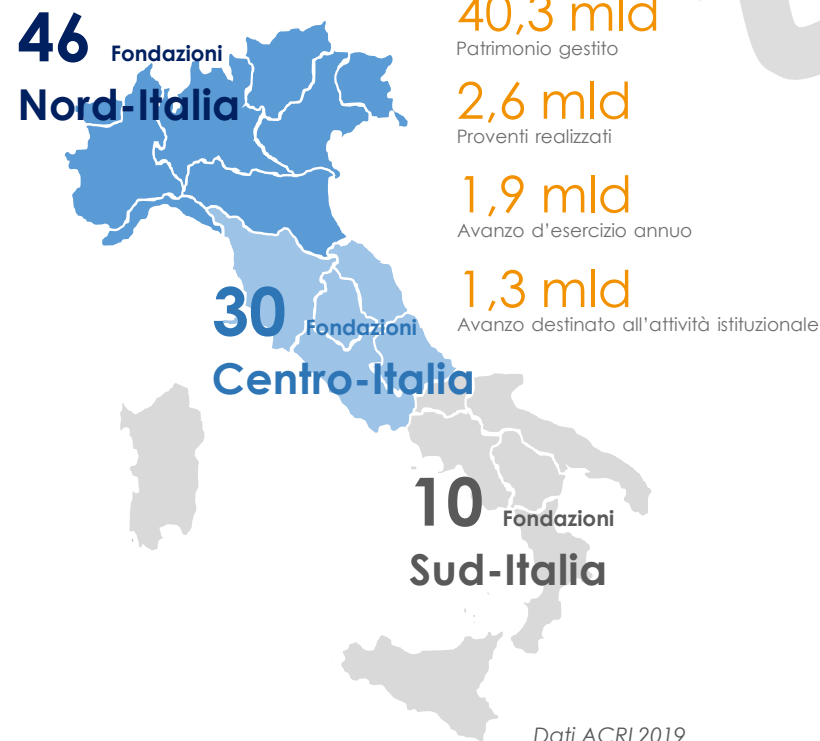 46 Fondazioni
Nord-Italia
40,3 mld
Patrimonio gestito
2,6 mld
Proventi realizzati
1,9 mld
Avanzo d'esercizio annuo
1,3 mld
Avanzo destinato all'attività istituzionale
30 Fondazioni
Centro-Italia
10 Fondazioni
Sud-Italia
Dati ACRI 2019